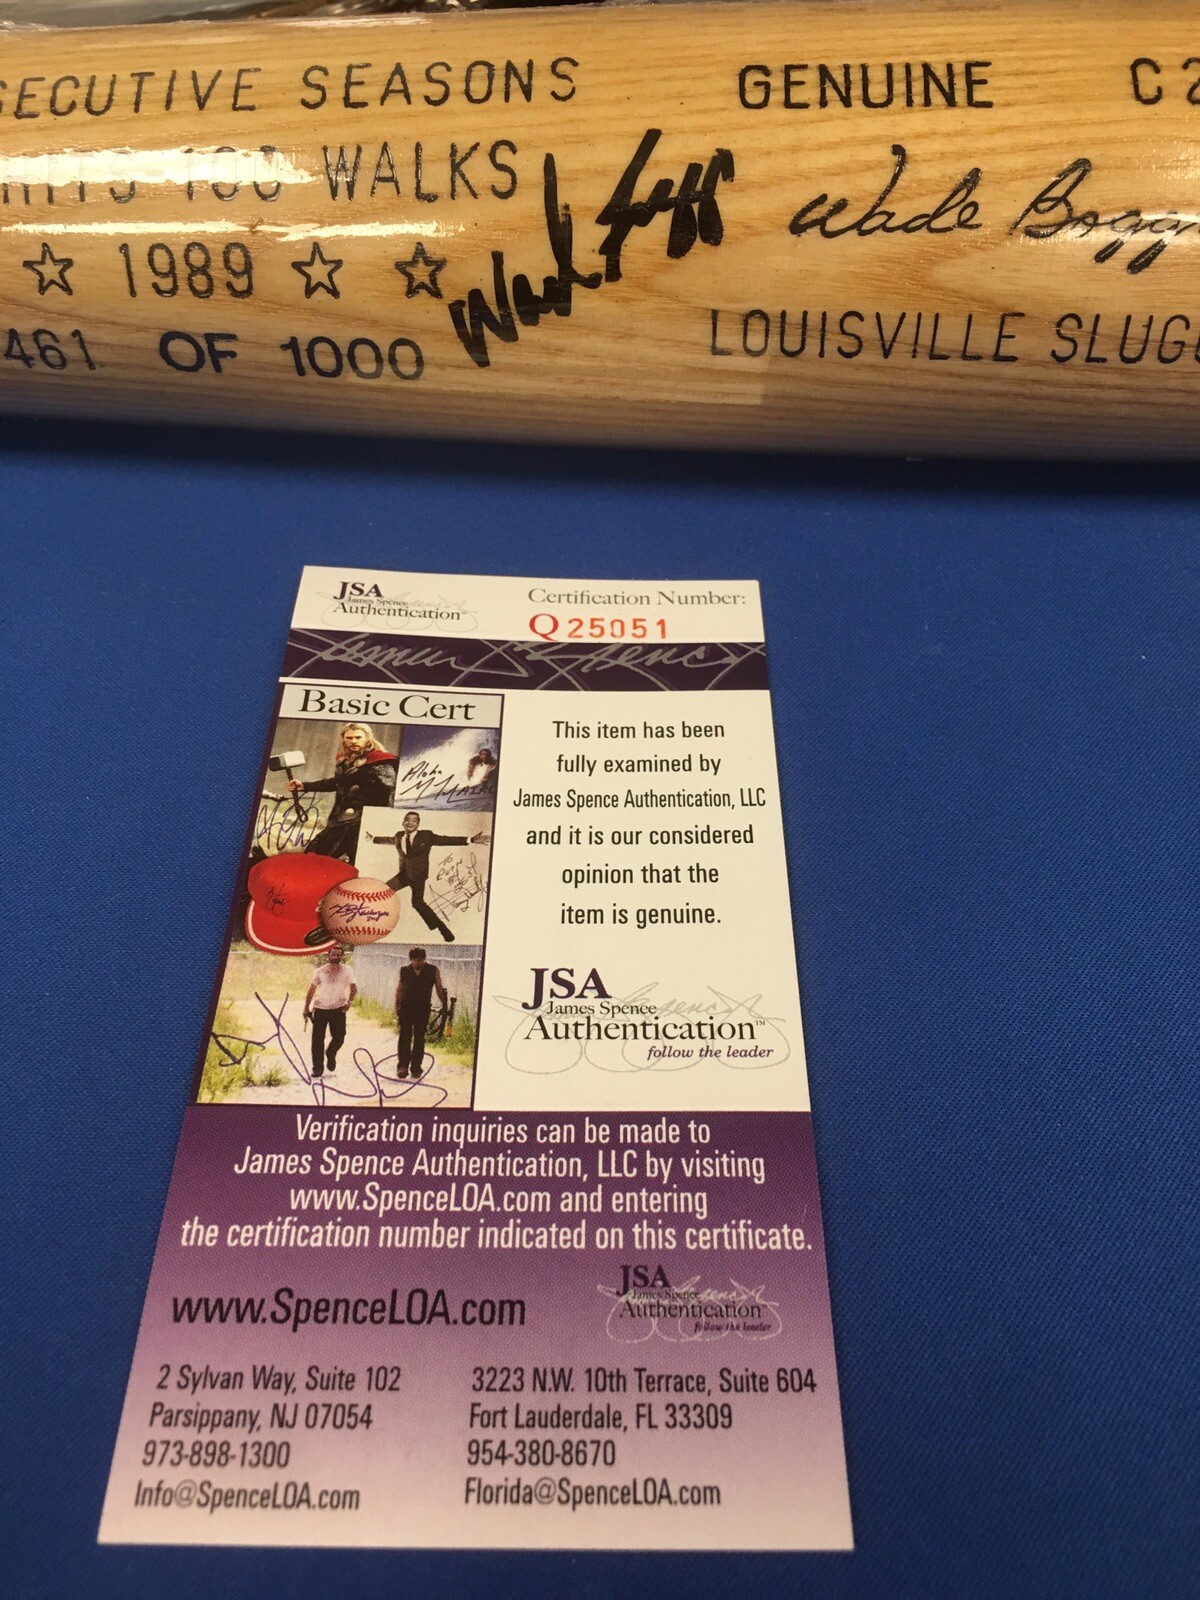 SECUTIVE SEASONS
GENUINE C2
HITS 100 WALKS
Wade Boggs
☆ 1989 ☆ ☆
461 OF 1000
LOUISVILLE SLUG
JSA
James Spence
Authentication
Certification Number:
Q25051
Basic Cert
This item has been
fully examined by
James Spence Authentication, LLC
and it is our considered
opinion that the
item is genuine.
Aloha
JSA
James Spence
Authentication™
follow the leader
Verification inquiries can be made to
James Spence Authentication, LLC by visiting
www.SpenceLOA.com and entering
the certification number indicated on this certificate.
www.SpenceLOA.com
JSA
James Spence
Authentication
follow the leader
2 Sylvan Way, Suite 102
Parsippany, NJ 07054
973-898-1300
Info@SpenceLOA.com
3223 N.W. 10th Terrace, Suite 604
Fort Lauderdale, FL 33309
954-380-8670
Florida@SpenceLOA.com